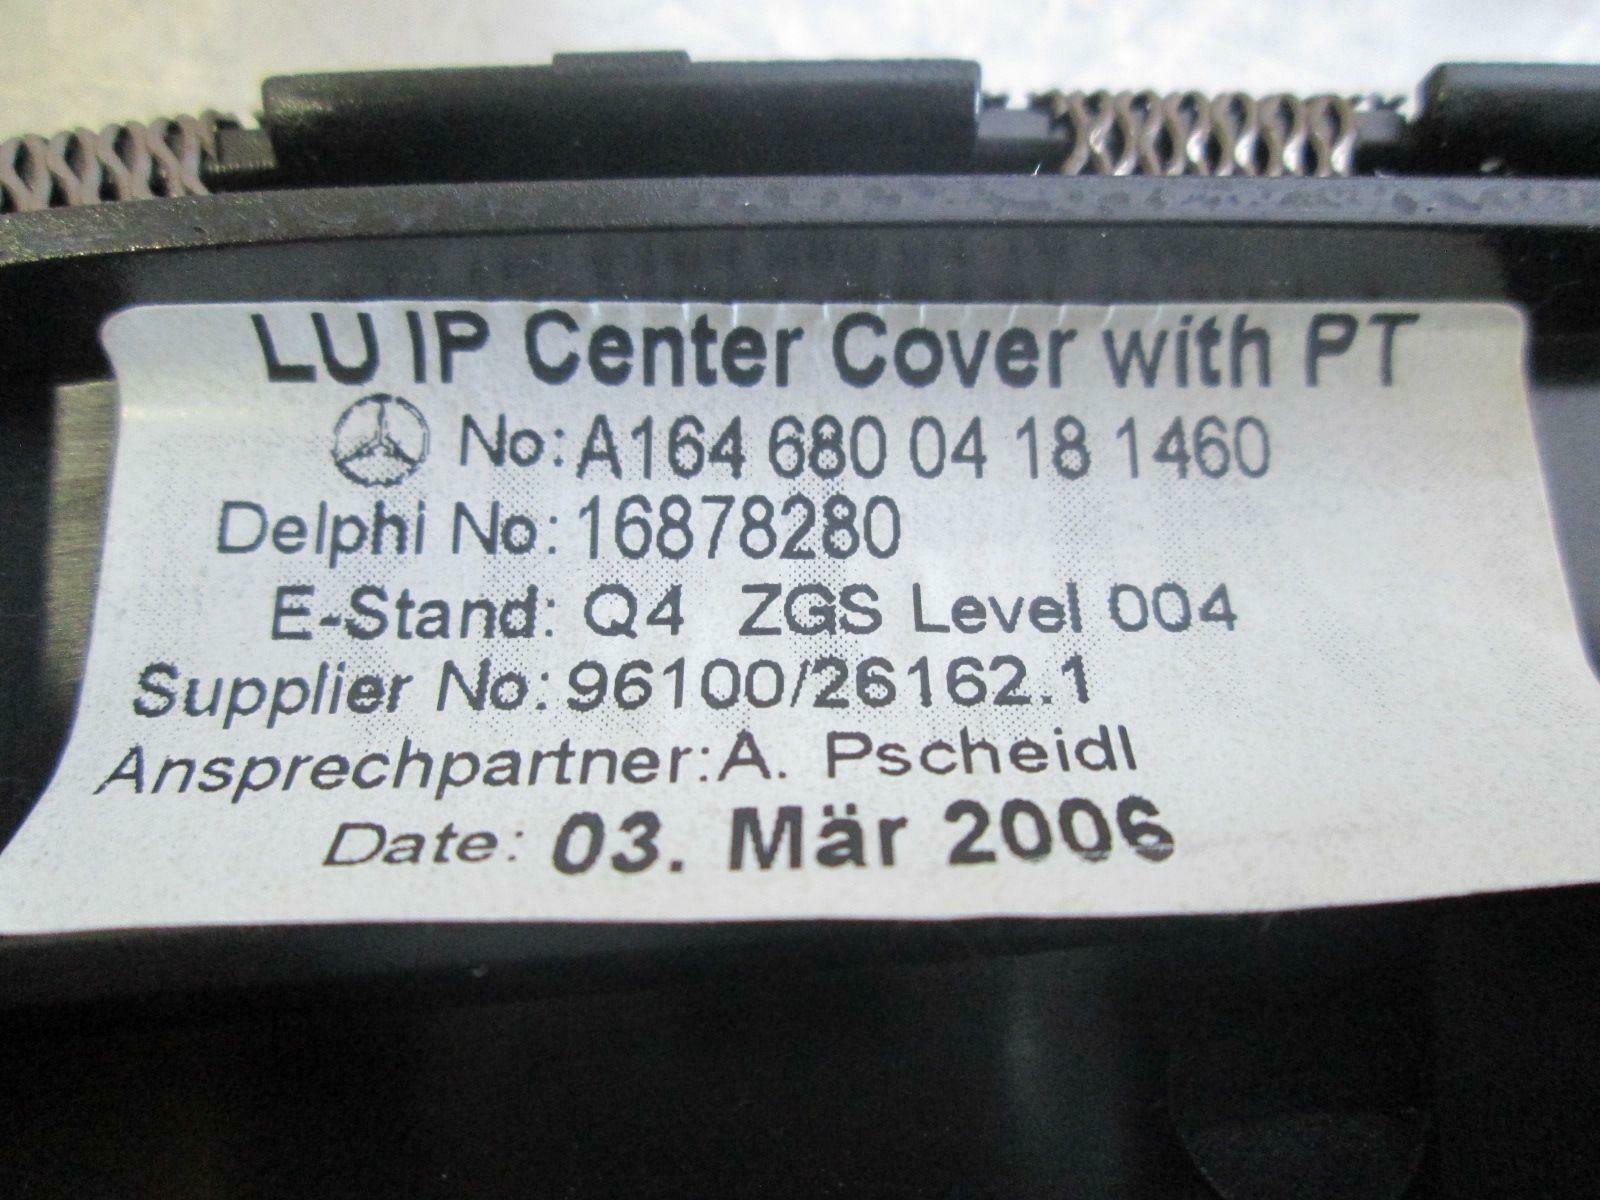 LU IP Center Cover with PT
No: A164 680 04 18 1460
Delphi No: 16878280
E-Stand: Q4 ZGS Level 004
Supplier No: 96100/26162.1
Ansprechpartner: A. Pscheidl
Date: 03. Mär 2006